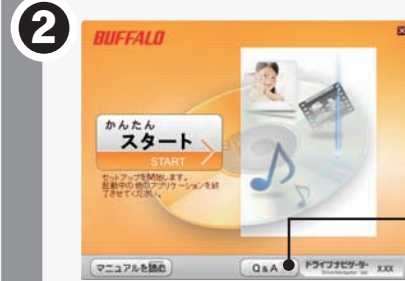 2
BUFFALO
かんたん
スタート
START
セットアップを開始します。
起動中の他のアプリケーションを終
了させてください。
マニュアルを読む
Q&A
ドライブナビゲーター
x.xx